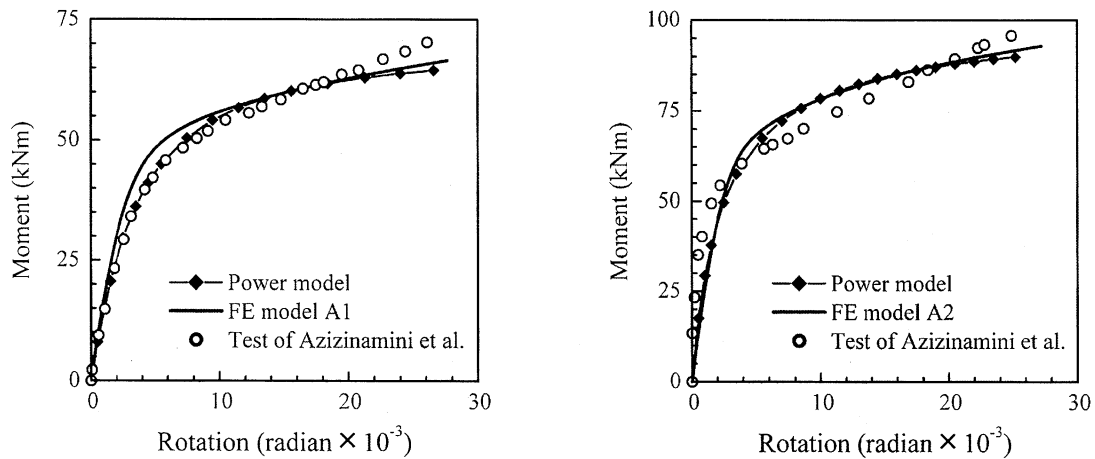 75
50
25
0
Moment (kNm)
Power model
FE model A1
Test of Azizinamini et al.
0
10
20
30
Rotation (radian × 10⁻³)
100
75
50
25
0
Moment (kNm)
Power model
FE model A2
Test of Azizinamini et al.
0
10
20
30
Rotation (radian × 10⁻³)